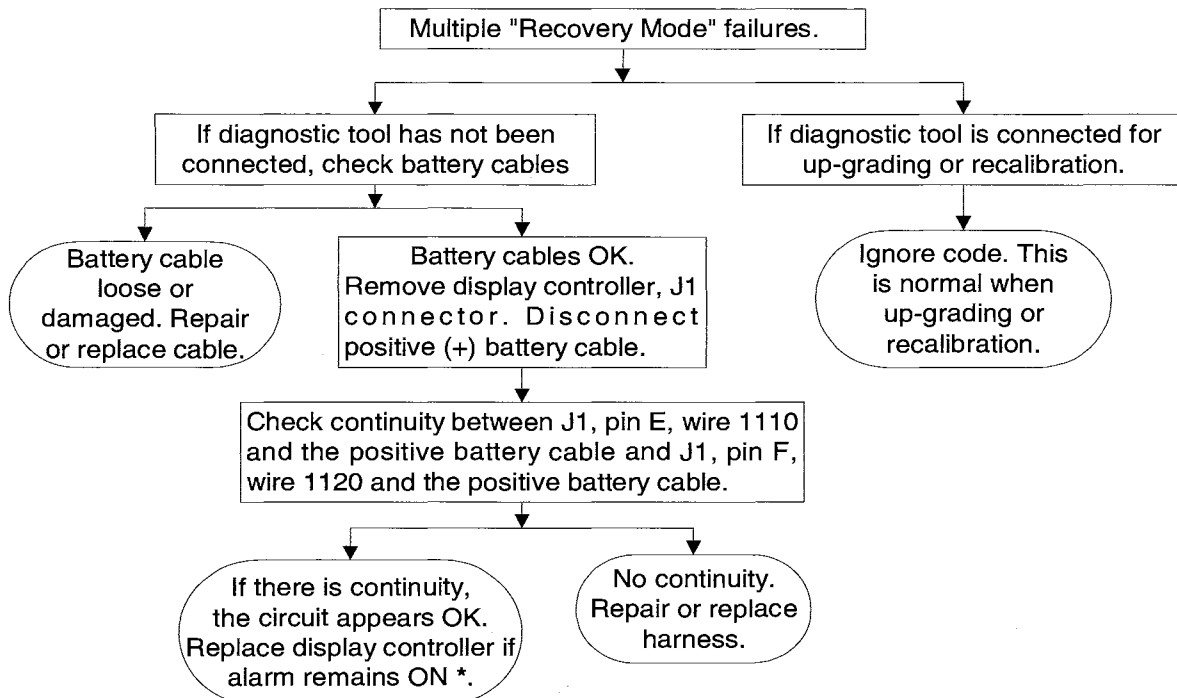 Multiple "Recovery Mode" failures.
If diagnostic tool has not been
connected, check battery cables
If diagnostic tool is connected for
up-grading or recalibration.
Battery cable
loose or
damaged. Repair
or replace cable.
Battery cables OK.
Remove display controller, J1
connector. Disconnect
positive (+) battery cable.
Ignore code. This
is normal when
up-grading or
recalibration.
Check continuity between J1, pin E, wire 1110
and the positive battery cable and J1, pin F,
wire 1120 and the positive battery cable.
If there is continuity,
the circuit appears OK.
Replace display controller if
alarm remains ON *.
No continuity.
Repair or replace
harness.